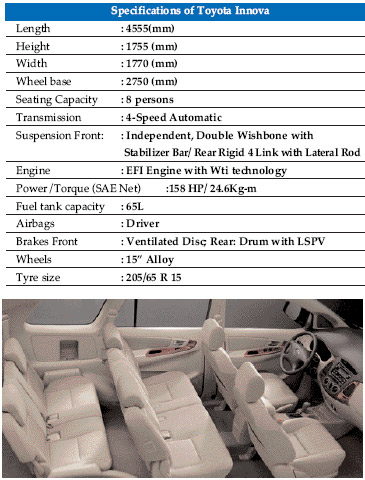 Specifications of Toyota Innova
Length : 4555(mm)
Height : 1755 (mm)
Width : 1770 (mm)
Wheel base : 2750 (mm)
Seating Capacity : 8 persons
Transmission : 4-Speed Automatic
Suspension Front: : Independent, Double Wishbone with
Stabilizer Bar/ Rear Rigid 4 Link with Lateral Rod
Engine : EFI Engine with Wti technology
Power /Torque (SAE Net) :158 HP/ 24.6Kg-m
Fuel tank capacity : 65L
Airbags : Driver
Brakes Front : Ventilated Disc; Rear: Drum with LSPV
Wheels : 15” Alloy
Tyre size : 205/65 R 15